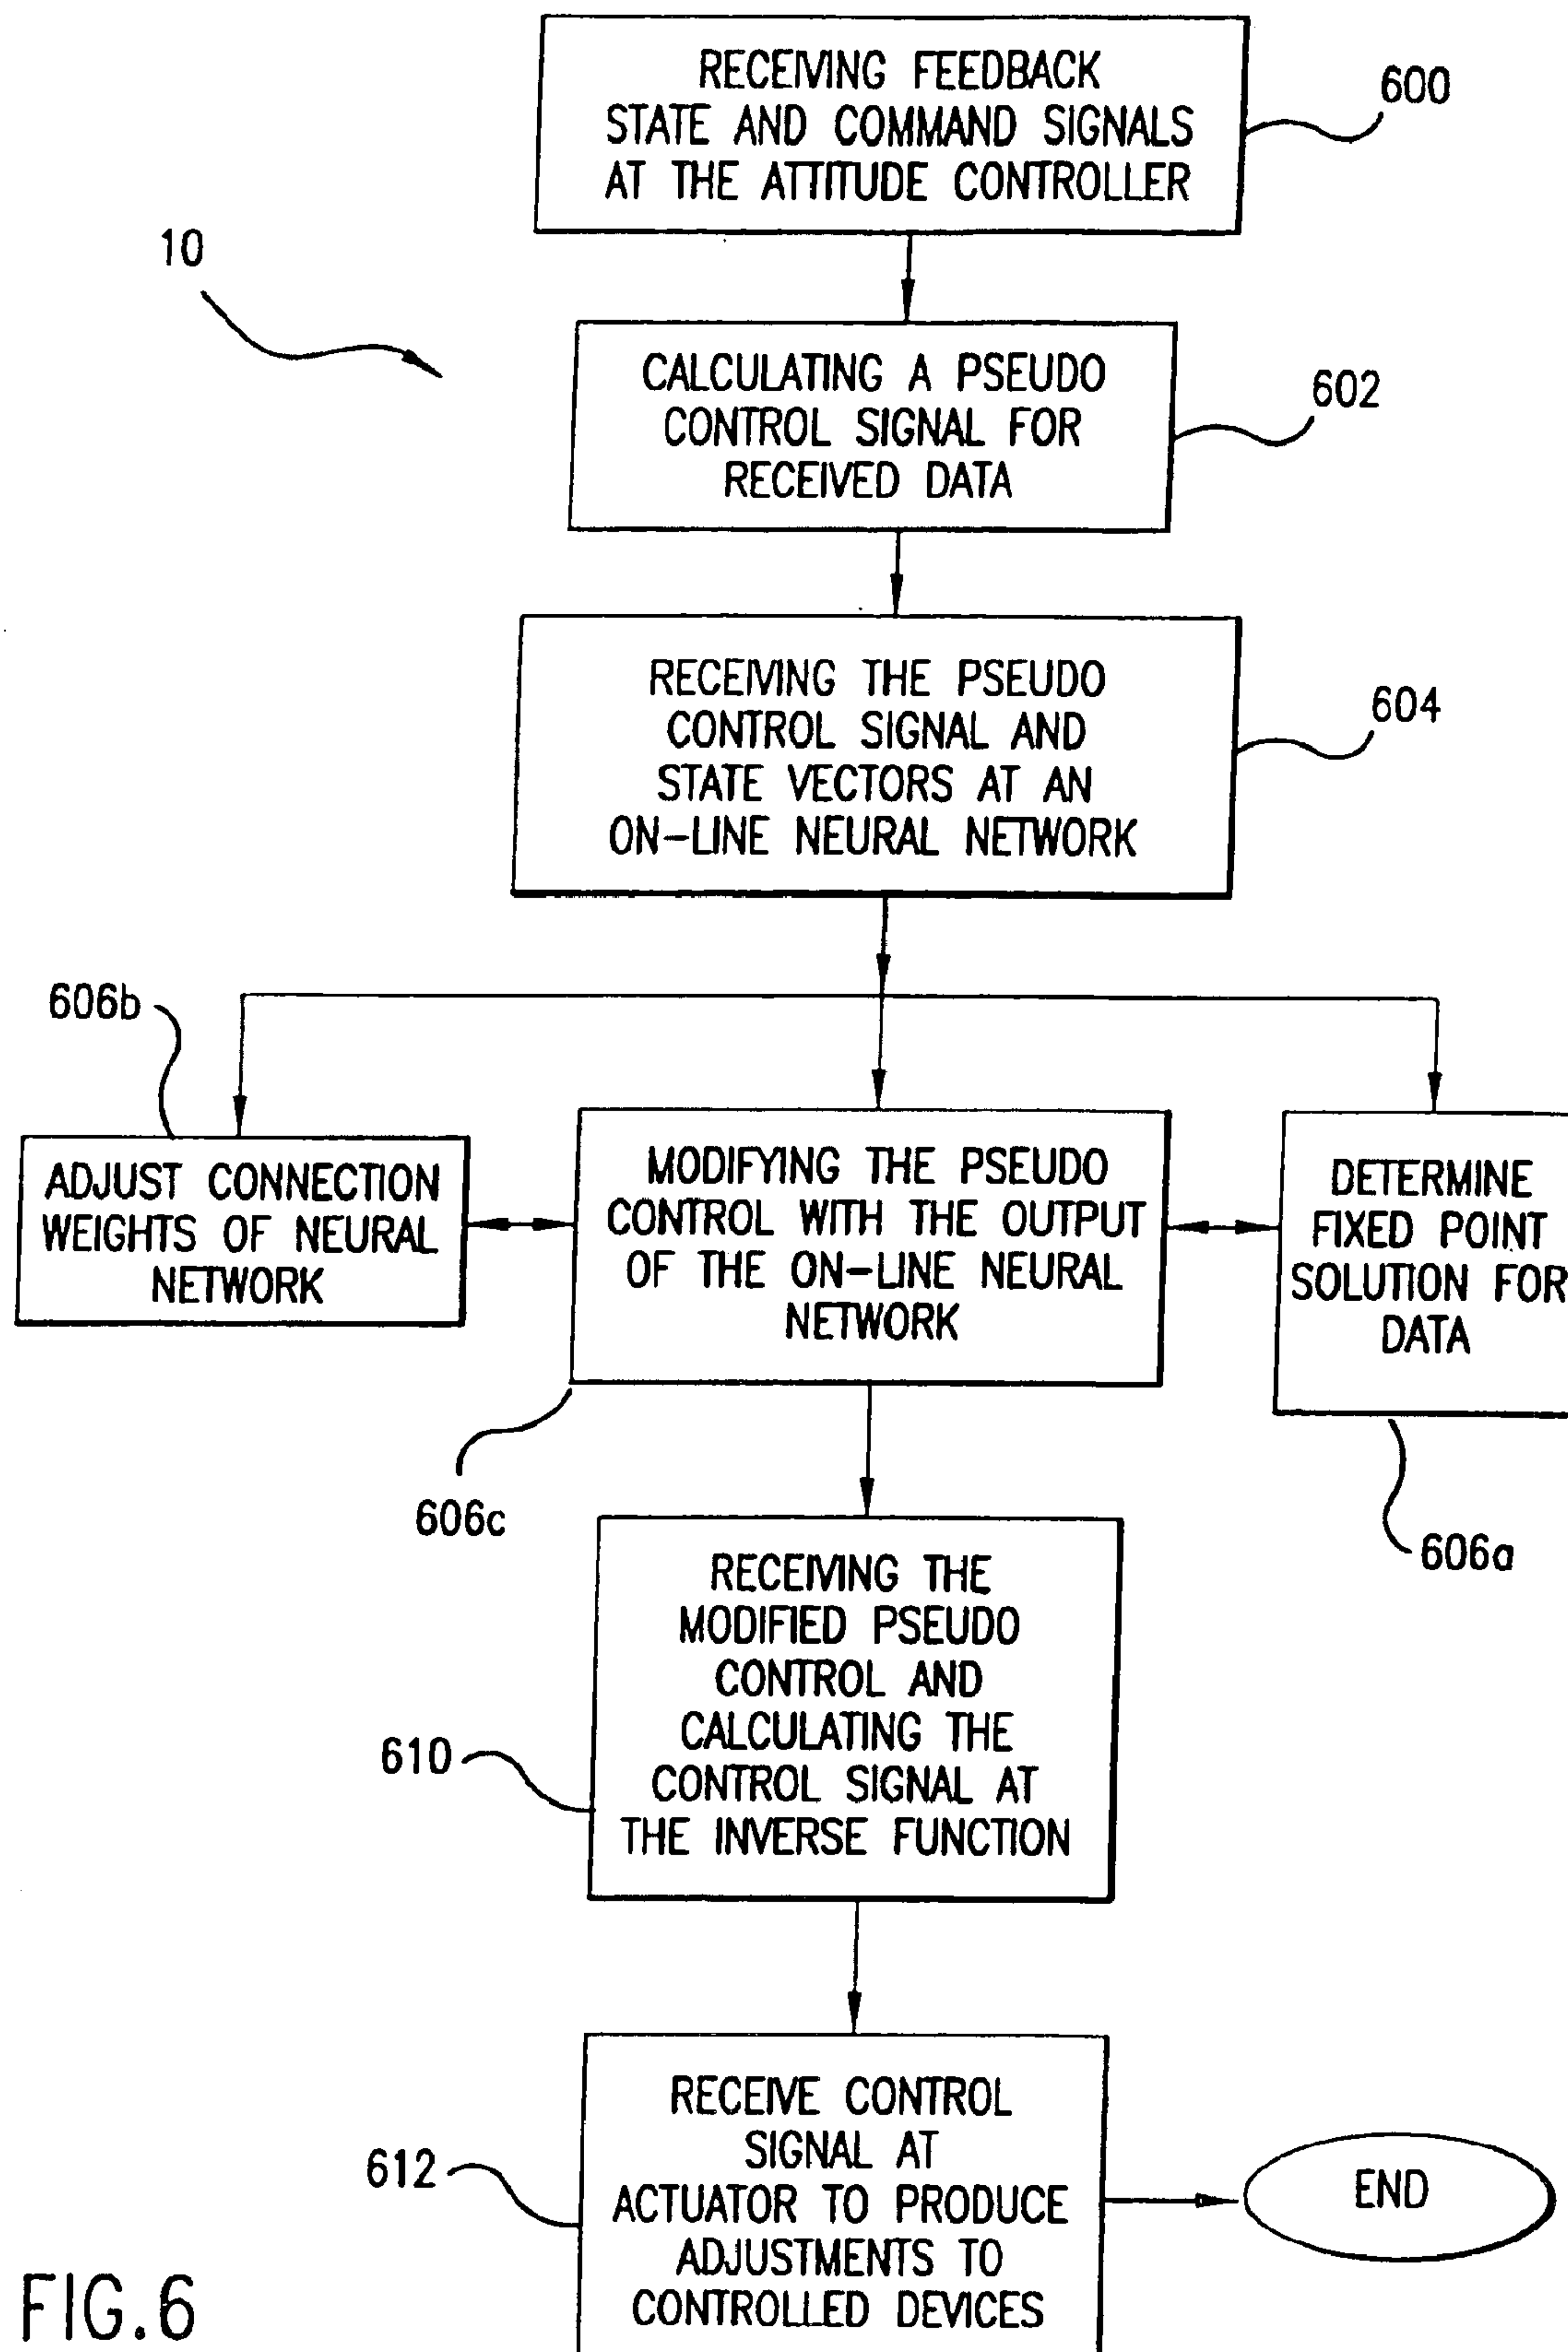 RECEIVING FEEDBACK
STATE AND COMMAND SIGNALS
AT THE ATTITUDE CONTROLLER
600
10
CALCULATING A PSEUDO
CONTROL SIGNAL FOR
RECEIVED DATA
602
RECEIVING THE PSEUDO
CONTROL SIGNAL AND
STATE VECTORS AT AN
ON-LINE NEURAL NETWORK
604
606b
ADJUST CONNECTION
WEIGHTS OF NEURAL
NETWORK
MODIFYING THE PSEUDO
CONTROL WITH THE OUTPUT
OF THE ON-LINE NEURAL
NETWORK
DETERMINE
FIXED POINT
SOLUTION FOR
DATA
606c
606a
RECEIVING THE
MODIFIED PSEUDO
CONTROL AND
CALCULATING THE
CONTROL SIGNAL AT
THE INVERSE FUNCTION
610
RECEIVE CONTROL
SIGNAL AT
ACTUATOR TO PRODUCE
ADJUSTMENTS TO
CONTROLLED DEVICES
612
END
FIG.6